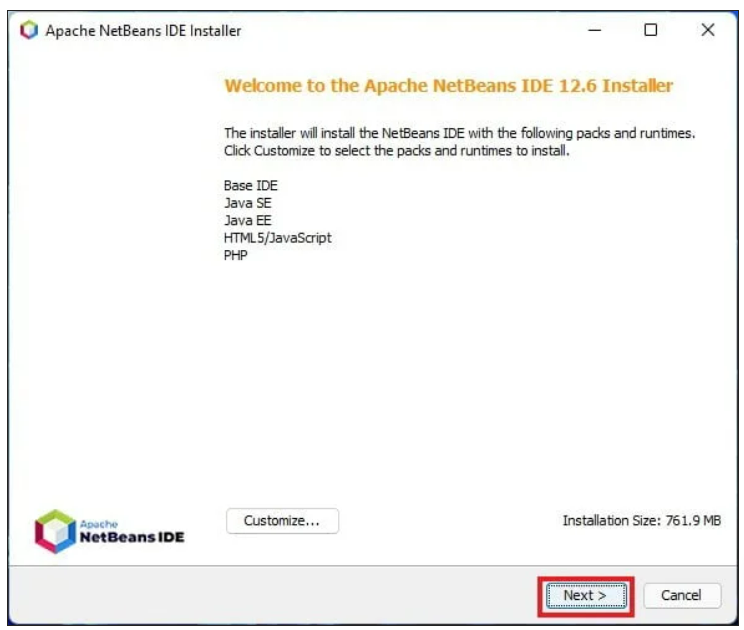 Apache NetBeans IDE Installer
Welcome to the Apache NetBeans IDE 12.6 Installer
The installer will install the NetBeans IDE with the following packs and runtimes.
Click Customize to select the packs and runtimes to install.
Base IDE
Java SE
Java EE
HTML5/JavaScript
PHP
Apache
NetBeans IDE
Customize...
Installation Size: 761.9 MB
Next >
Cancel